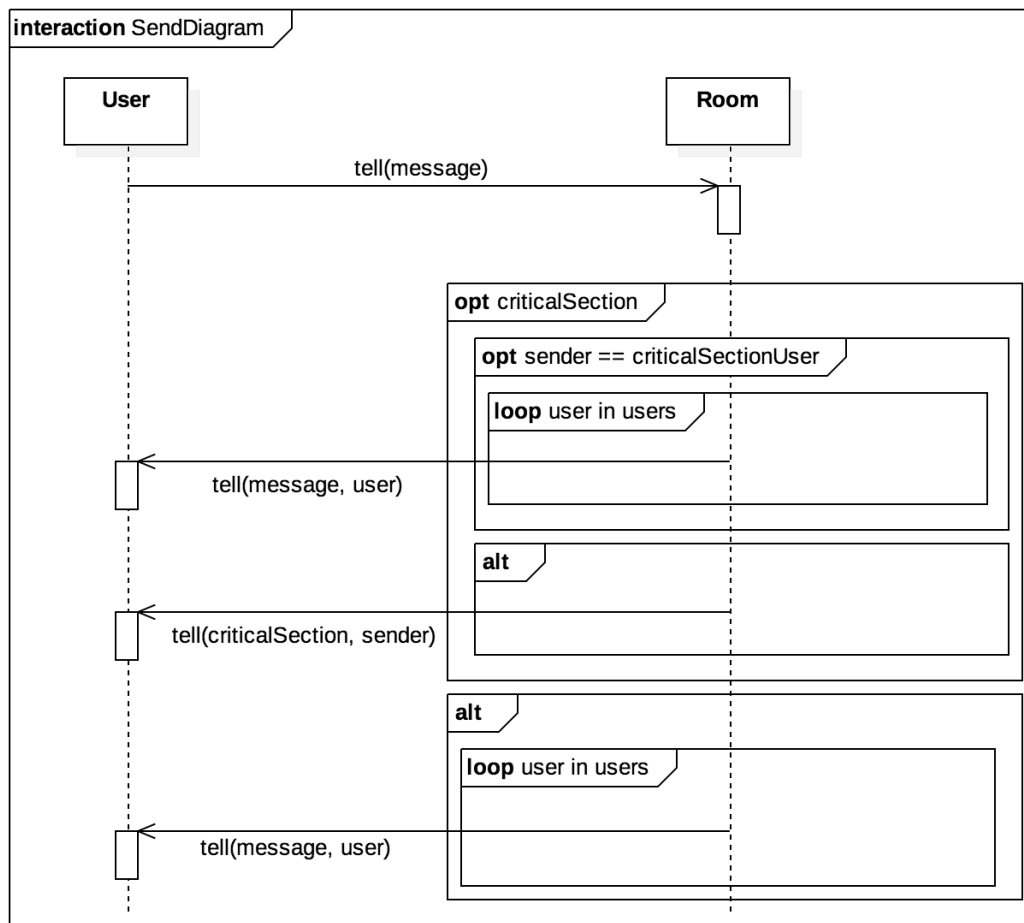 interaction SendDiagram
User
Room
tell(message)
opt criticalSection
opt sender == criticalSectionUser
loop user in users
tell(message, user)
alt
tell(criticalSection, sender)
alt
loop user in users
tell(message, user)